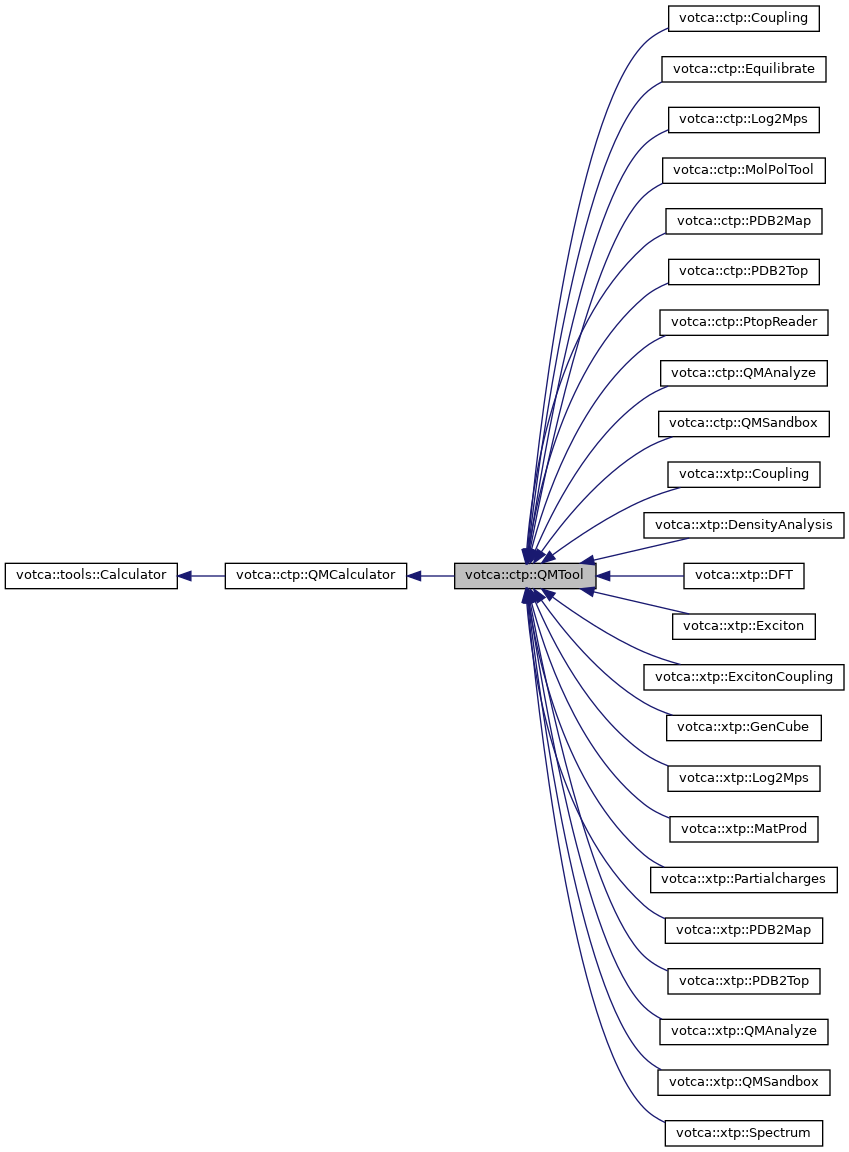 votca::ctp::Coupling
votca::ctp::Equilibrate
votca::ctp::Log2Mps
votca::ctp::MolPolTool
votca::ctp::PDB2Map
votca::ctp::PDB2Top
votca::ctp::PtopReader
votca::ctp::QMAnalyze
votca::ctp::QMSandbox
votca::xtp::Coupling
votca::xtp::DensityAnalysis
votca::tools::Calculator
votca::ctp::QMCalculator
votca::ctp::QMTool
votca::xtp::DFT
votca::xtp::Exciton
votca::xtp::ExcitonCoupling
votca::xtp::GenCube
votca::xtp::Log2Mps
votca::xtp::MatProd
votca::xtp::Partialcharges
votca::xtp::PDB2Map
votca::xtp::PDB2Top
votca::xtp::QMAnalyze
votca::xtp::QMSandbox
votca::xtp::Spectrum